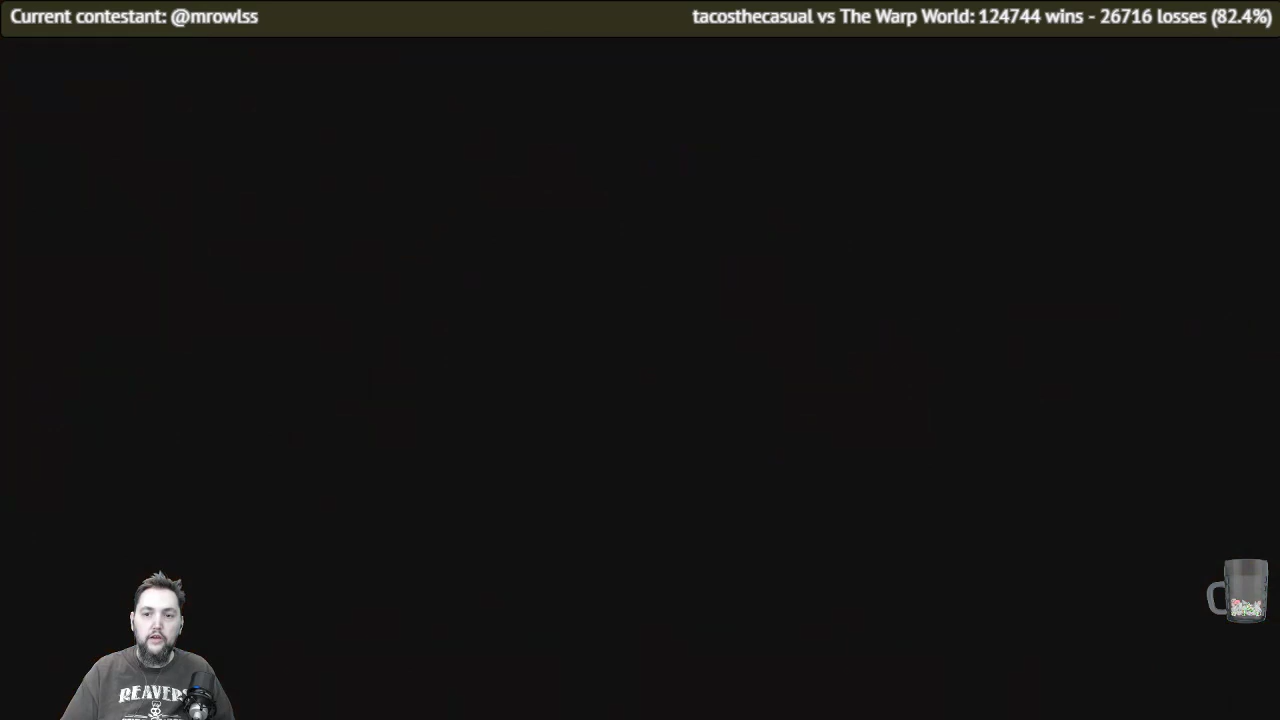 Current contestant: @mrowlss
tacosthecasual vs The Warp World: 124744 wins - 26716 losses (82.4%)
REAVERS